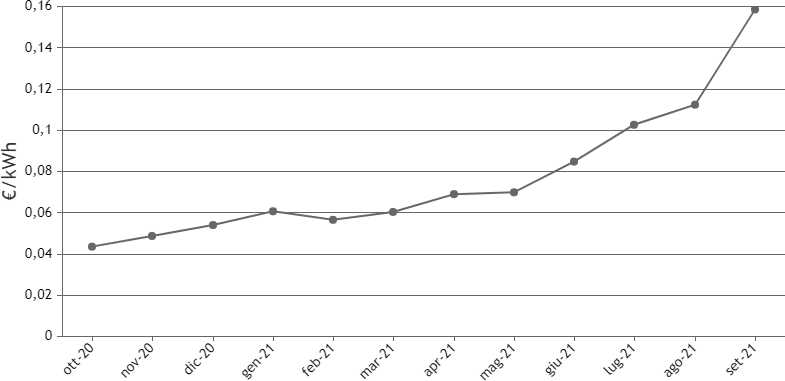 0,16
0,14
0,12
0,1
0,08
0,06
0,04
0,02
0
€/kWh
ott-20
nov-20
dic-20
gen-21
feb-21
mar-21
apr-21
mag-21
giu-21
lug-21
ago-21
set-21